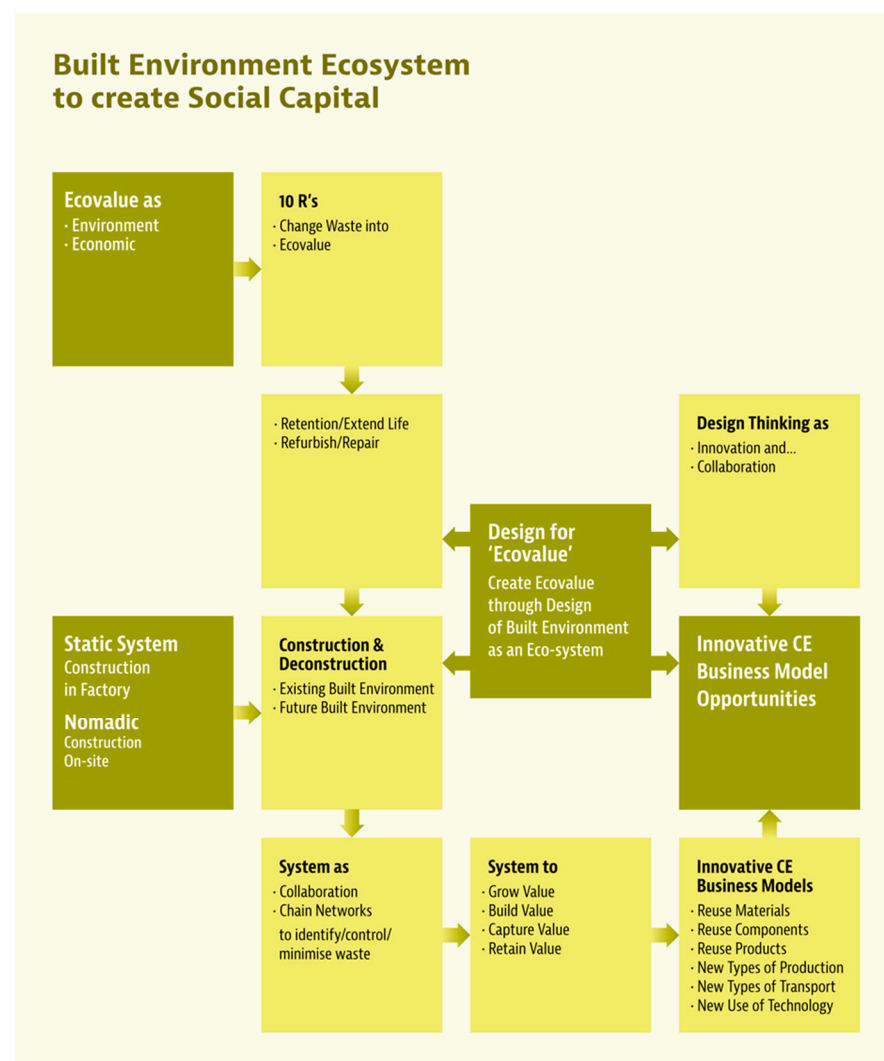 Built Environment Ecosystem
to create Social Capital
Ecovalue as
· Environment
· Economic
10 R's
· Change Waste into
· Ecovalue
· Retention/Extend Life
· Refurbish/Repair
Design Thinking as
· Innovation and...
· Collaboration
Design for
‘Ecovalue’
Create Ecovalue
through Design
of Built Environment
as an Eco-system
Static System
Construction
in Factory
Nomadic
Construction
On-site
Construction &
Deconstruction
· Existing Built Environment
· Future Built Environment
Innovative CE
Business Model
Opportunities
System as
· Collaboration
· Chain Networks
to identify/control/
minimise waste
System to
· Grow Value
· Build Value
· Capture Value
· Retain Value
Innovative CE
Business Models
· Reuse Materials
· Reuse Components
· Reuse Products
· New Types of Production
· New Types of Transport
· New Use of Technology